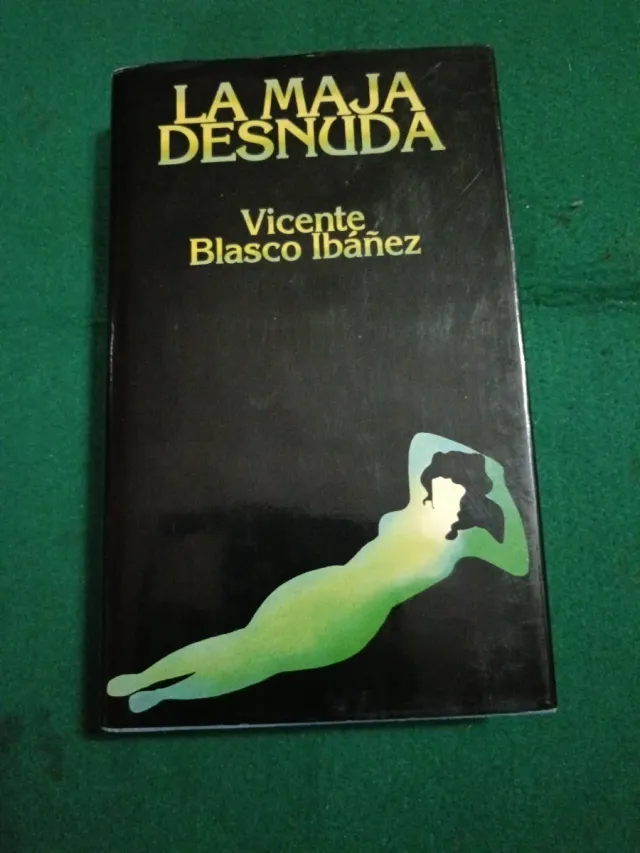 LA MAJA
DESNUDA
Vicente
Blasco Ibáñez